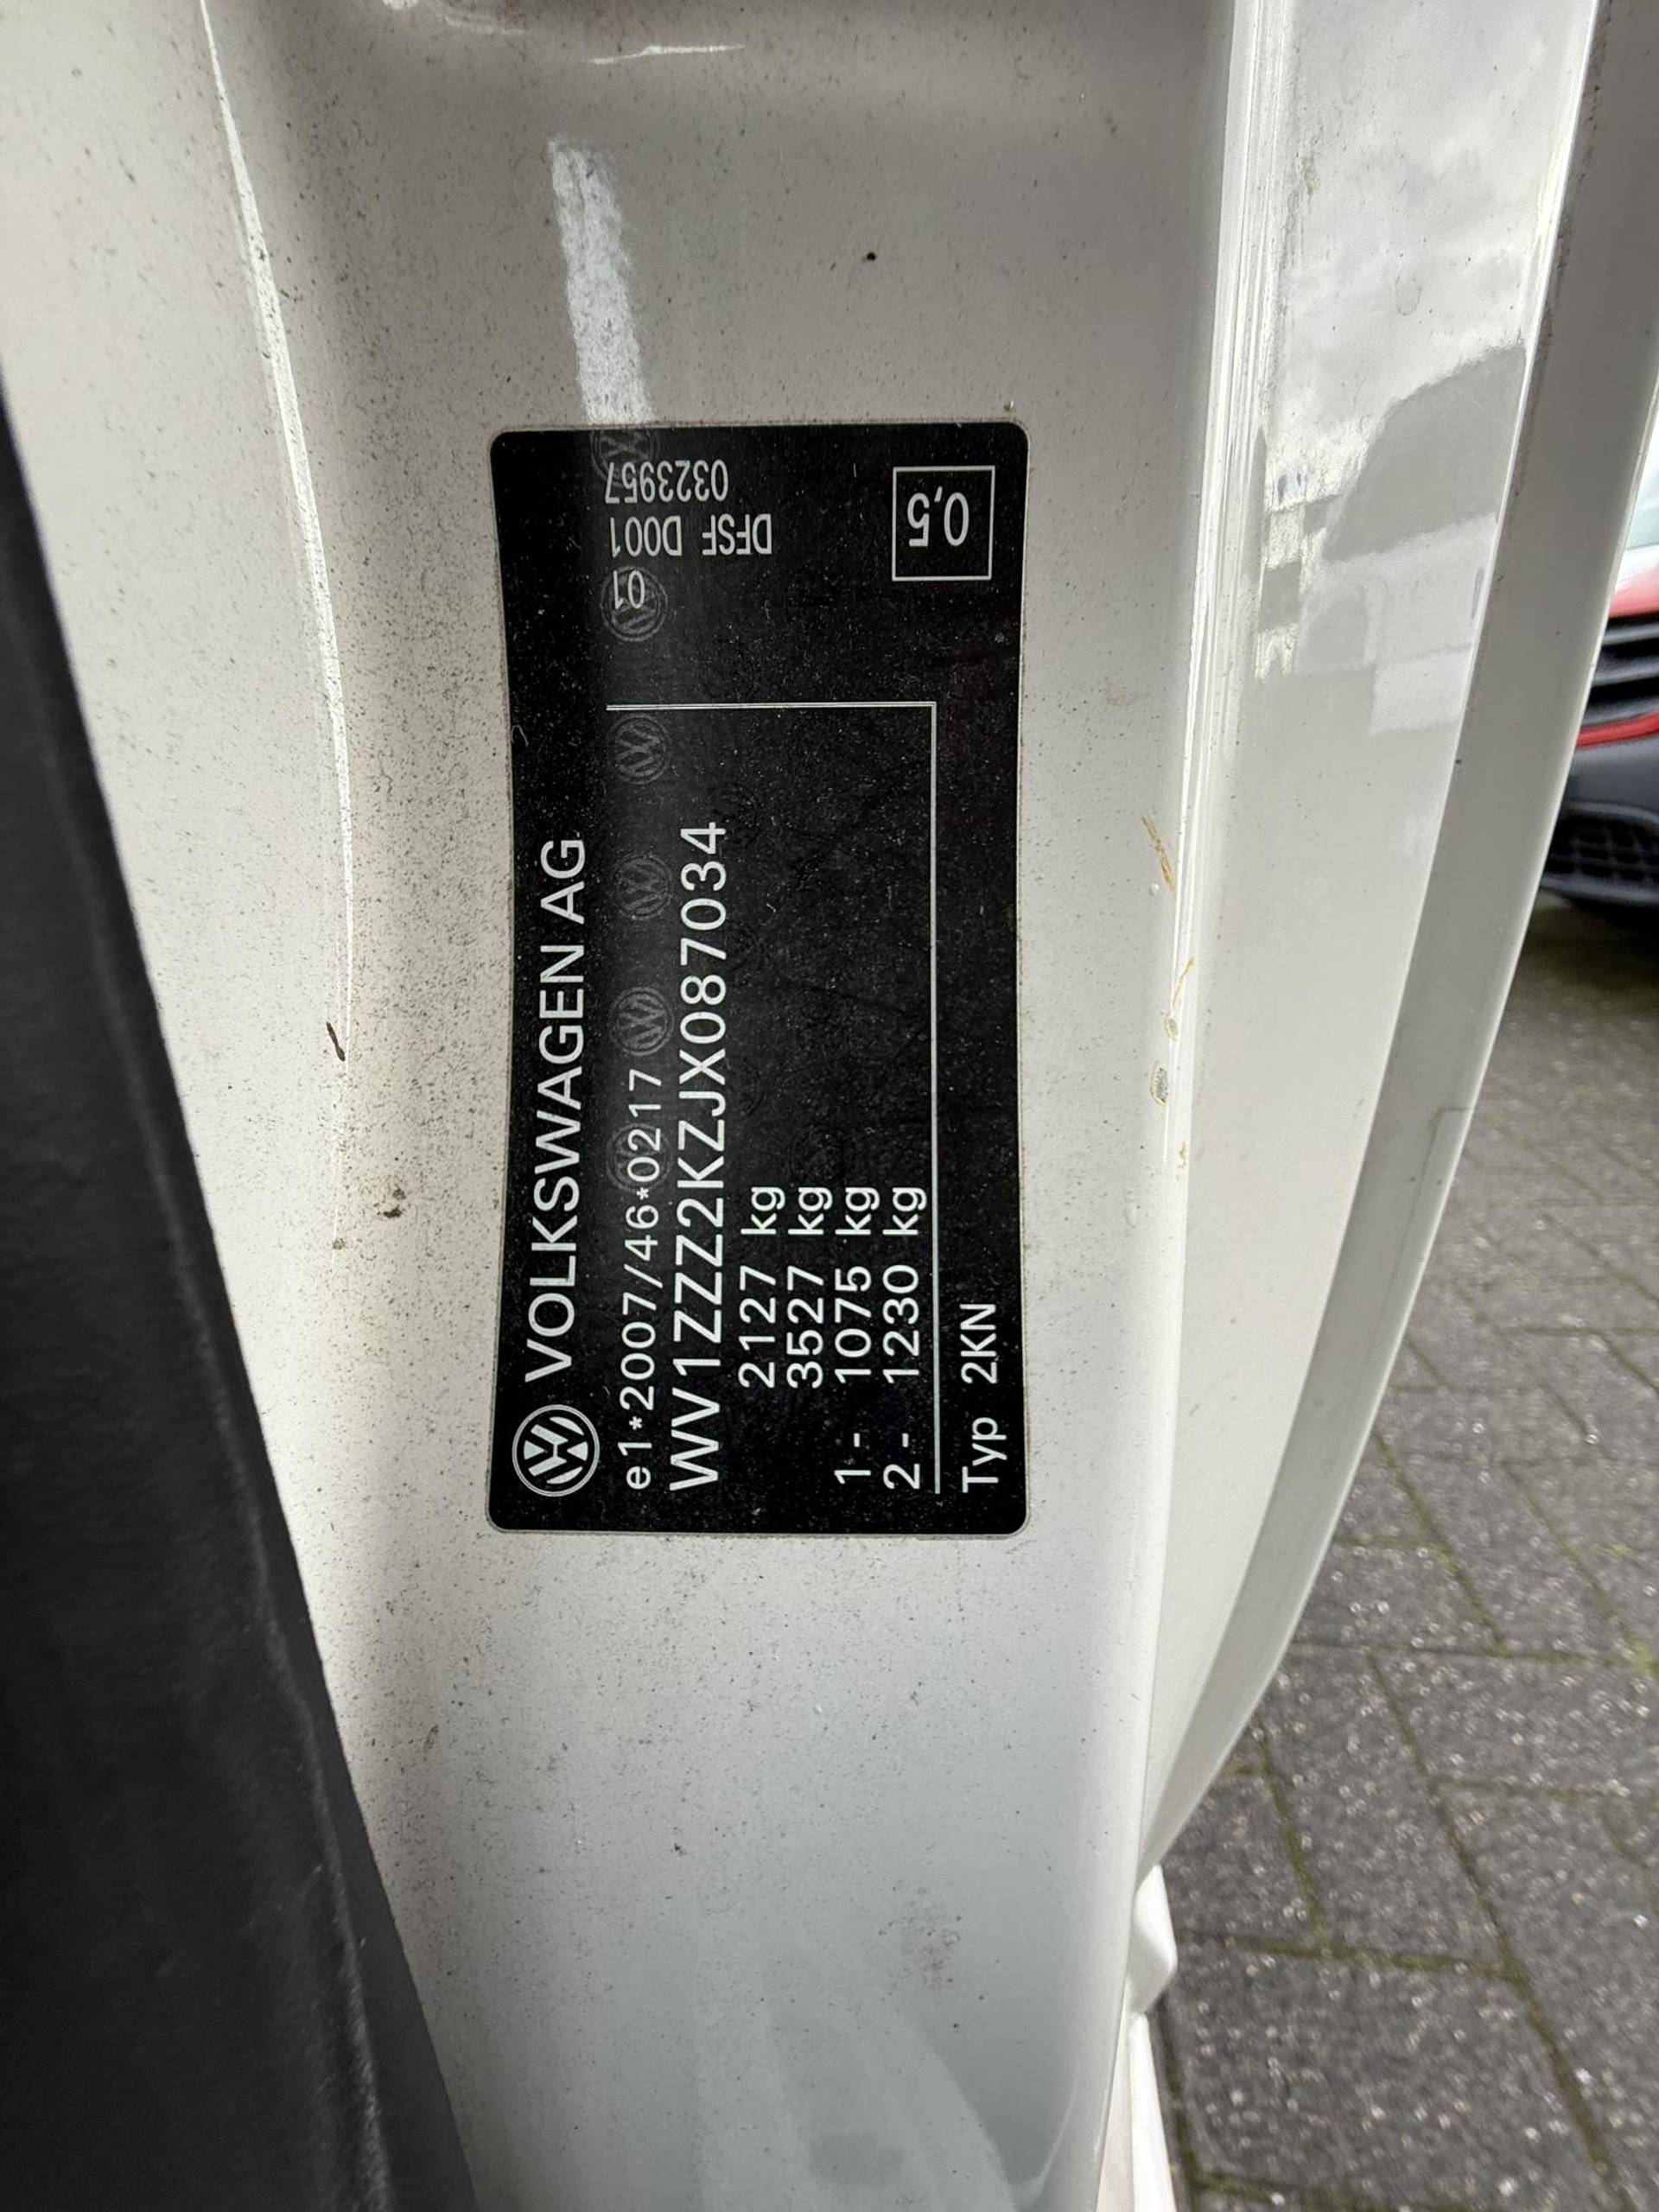 VOLKSWAGEN AG
e1*2007/46*0217
WV1ZZZ2KZJX087034
2127 kg
3527 kg
1- 1075 kg
2- 1230 kg
Typ 2KN
01
DFSF D001
0323957
0,5